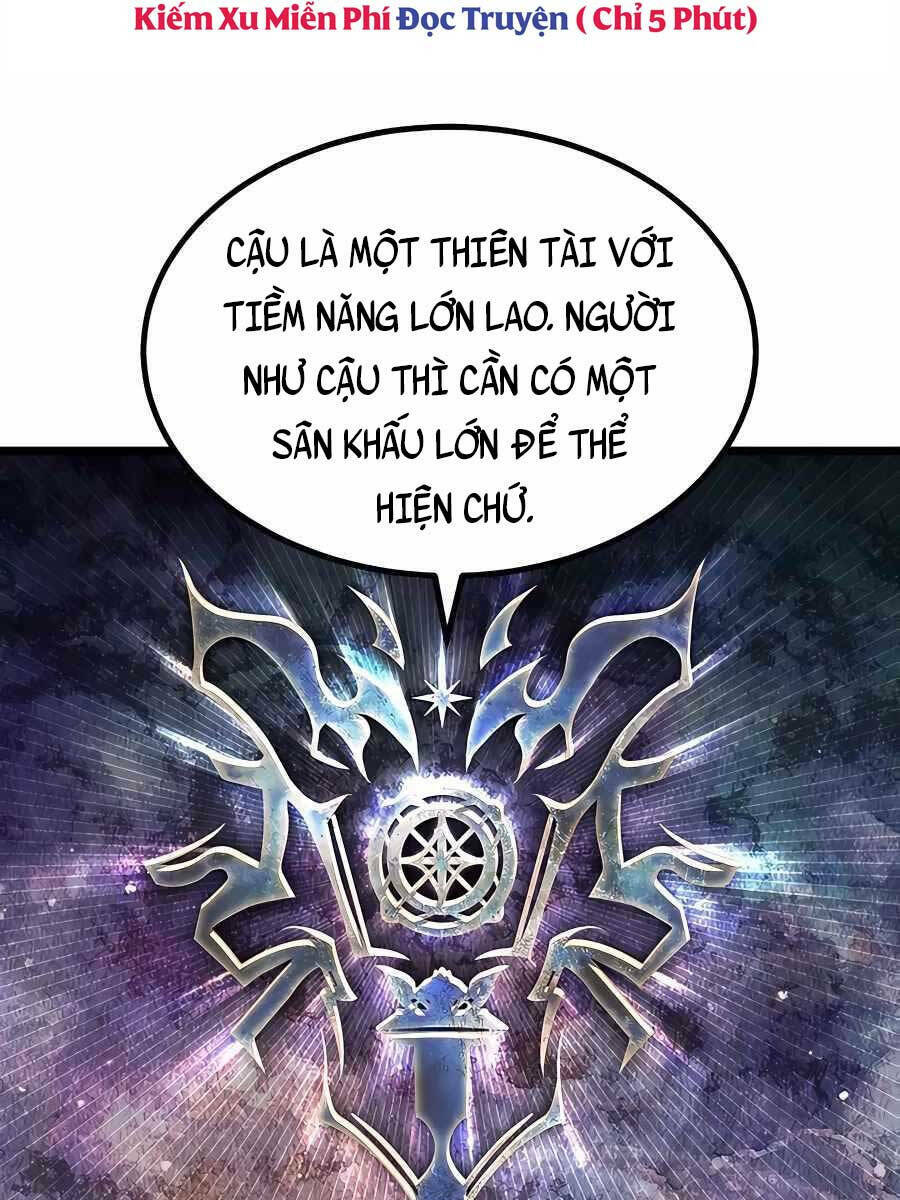 Kiếm Xu Miễn Phí Đọc Truyện ( Chỉ 5 Phút)
CẬU LÀ MỘT THIÊN TÀI VỚI
TIỀM NĂNG LỚN LAO. NGƯỜI
NHƯ CẬU THÌ CẦN CÓ MỘT
SÂN KHẤU LỚN ĐỂ THỂ
HIỆN CHỨ.